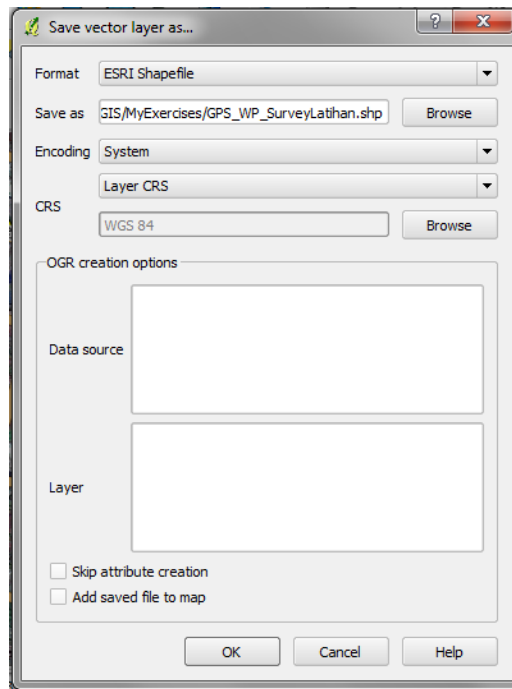 Save vector layer as...
Format ESRI Shapefile
Save as GIS/MyExercises/GPS_WP_SurveyLatihan.shp Browse
Encoding System
Layer CRS
CRS
WGS 84 Browse
OGR creation options
Data source
Layer
Skip attribute creation
Add saved file to map
OK Cancel Help